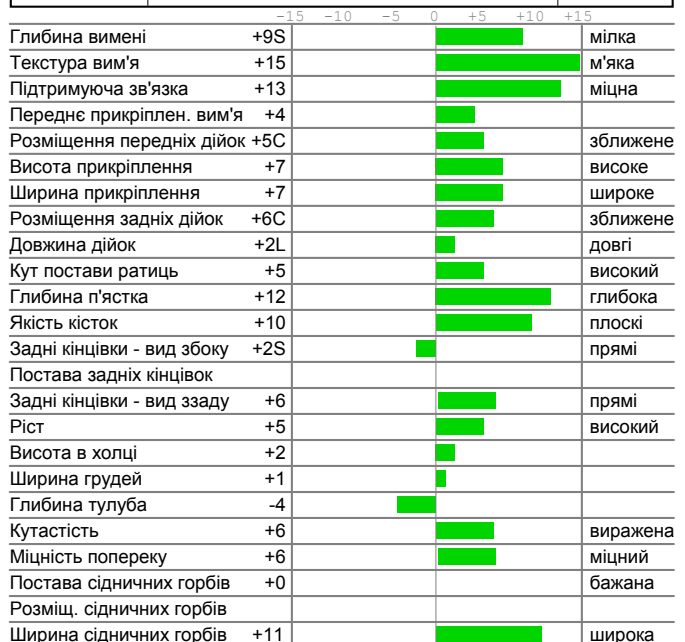 -15 -10 -5 0 +5 +10 +15
Глибина вимені +9S мілка
Текстура вим'я +15 м'яка
Підтримуюча зв'язка +13 міцна
Переднє прикріплен. вим'я +4
Розміщення передніх дійок +5C зближене
Висота прикріплення +7 високе
Ширина прикріплення +7 широке
Розміщення задніх дійок +6C зближене
Довжина дійок +2L довгі
Кут постави ратиць +5 високий
Глибина п'ястка +12 глибока
Якість кісток +10 плоскі
Задні кінцівки - вид збоку +2S прямі
Постава задніх кінцівок
Задні кінцівки - вид ззаду +6 прямі
Ріст +5 високий
Висота в холці +2
Ширина грудей +1
Глибина тулуба -4
Кутастість +6 виражена
Міцність попереку +6 міцний
Постава сідничних горбів +0 бажана
Розміщ. сідничних горбів
Ширина сідничних горбів +11 широка